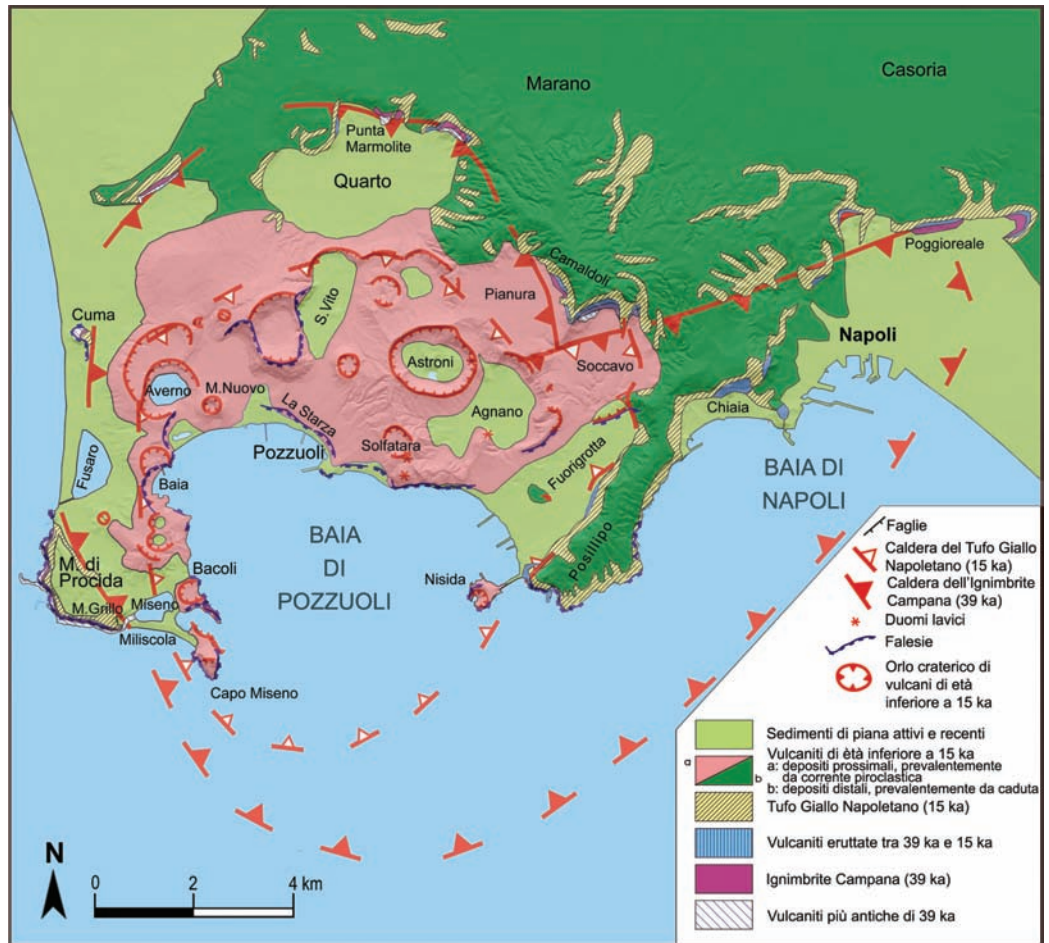 Marano
Casoria
Punta
Marmolite
Quarto
Poggioreale
Camaldoli
Pianura
S.Vito
Cuma
Napoli
Soccavo
Astroni
Averno
M.Nuovo
Agnano
Chiaia
La Starza
Solfatara
Pozzuoli
Fusaro
Fuorigrotta
Baia
BAIA DI
NAPOLI
BAIA
DI
POZZUOLI
Posillipo
M. di
Procida
Bacoli
Nisida
M.Grillo
Miseno
Miliscola
Capo Miseno
N
0 2 4 km
Faglie
Caldera del Tufo Giallo
Napoletano (15 ka)
Caldera dell'Ignimbrite
Campana (39 ka)
Duomi lavici
Falesie
Orlo craterico di
vulcani di età
inferiore a 15 ka
Sedimenti di piana attivi e recenti
Vulcaniti di ètà inferiore a 15 ka
a
a: depositi prossimali, prevalentemente
da corrente piroclastica
b
b: depositi distali, prevalentemente da caduta
Tufo Giallo Napoletano (15 ka)
Vulcaniti eruttate tra 39 ka e 15 ka
Ignimbrite Campana (39 ka)
Vulcaniti più antiche di 39 ka